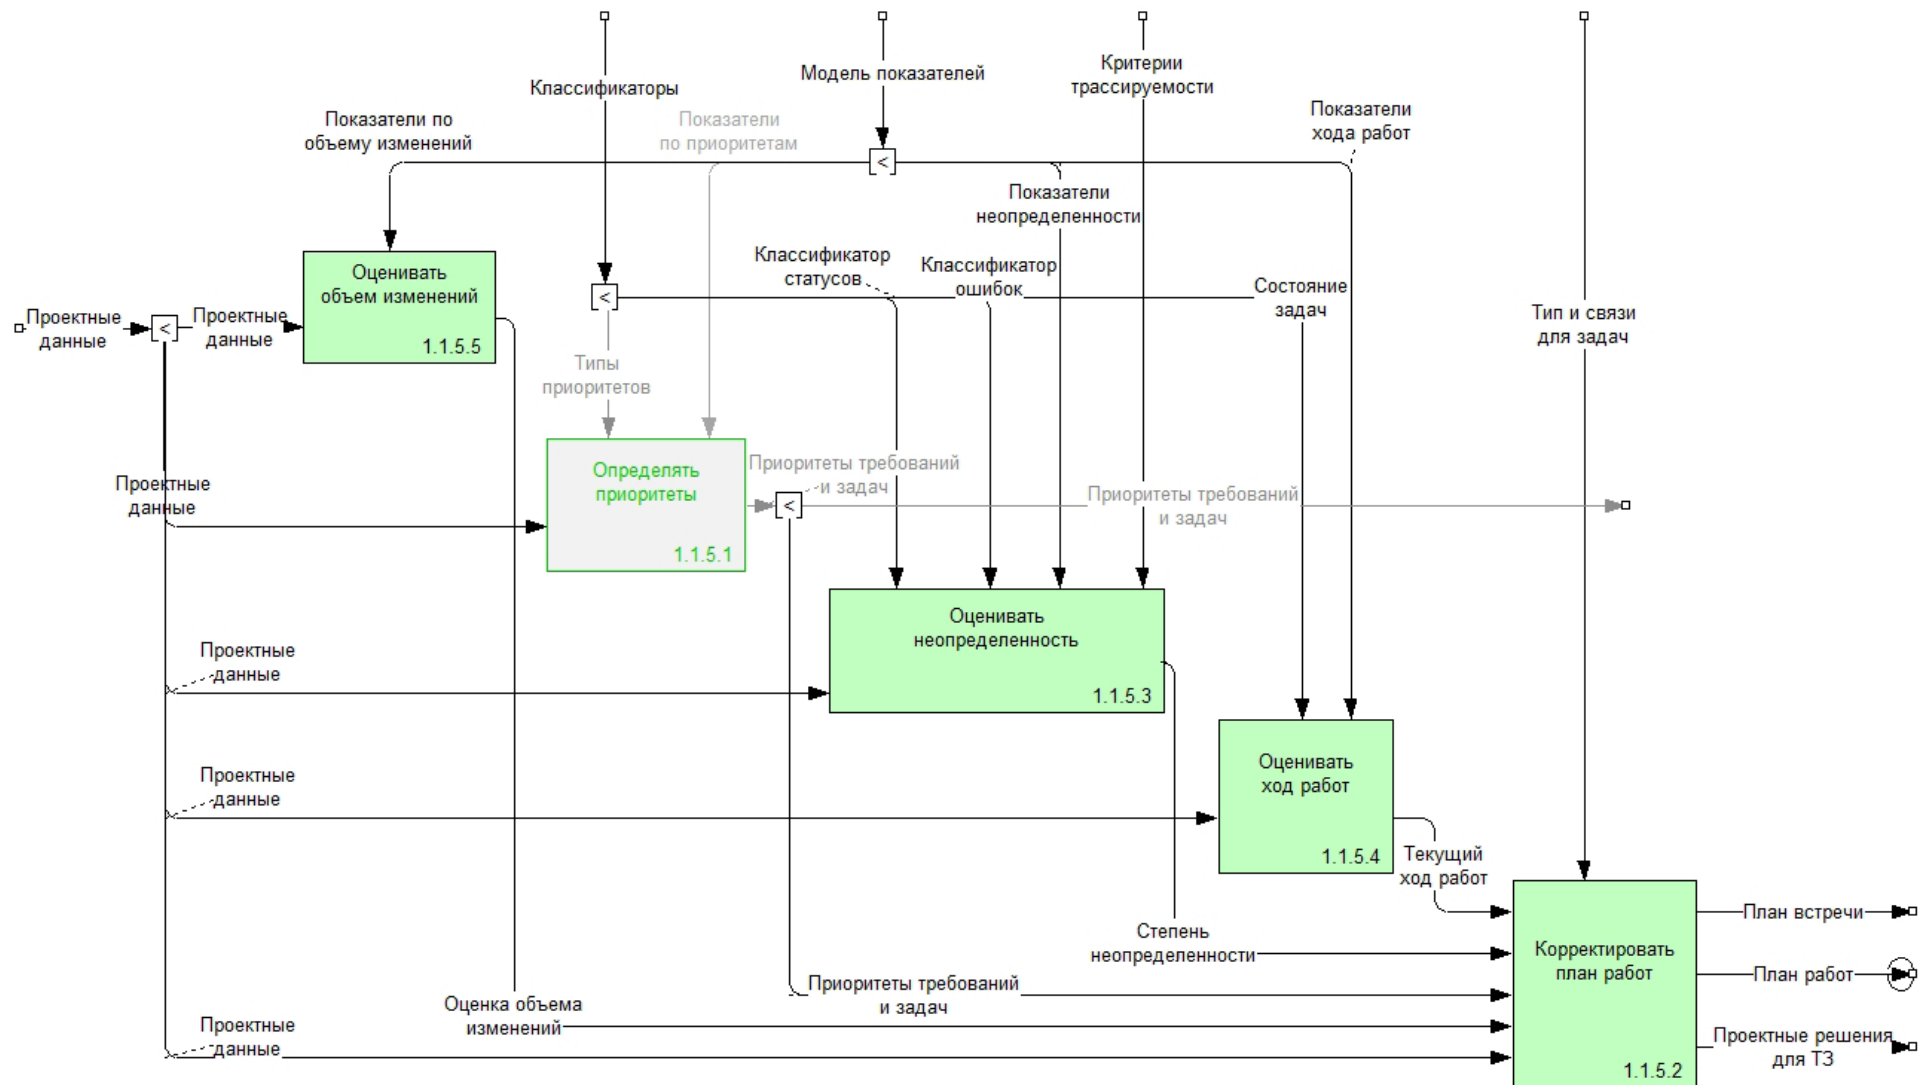 Классификаторы
Модель показателей
Критерии
трассируемости
Показатели по
объему изменений
Показатели
по приоритетам
Показатели
хода работ
<
Показатели
неопределенности
Классификатор
статусов
Классификатор
ошибок
Состояние
задач
Тип и связи
для задач
Проектные
данные
<
Проектные
данные
Оценивать
объем изменений
1.1.5.5
<
Типы
приоритетов
Проектные
данные
Определять
приоритеты
1.1.5.1
Приоритеты требований
и задач
<
Приоритеты требований
и задач
Проектные
данные
Оценивать
неопределенность
1.1.5.3
Проектные
данные
Оценивать
ход работ
1.1.5.4
Текущий
ход работ
Степень
неопределенности
Приоритеты требований
и задач
Оценка объема
изменений
Проектные
данные
Корректировать
план работ
1.1.5.2
План встречи
План работ
Проектные решения
для ТЗ